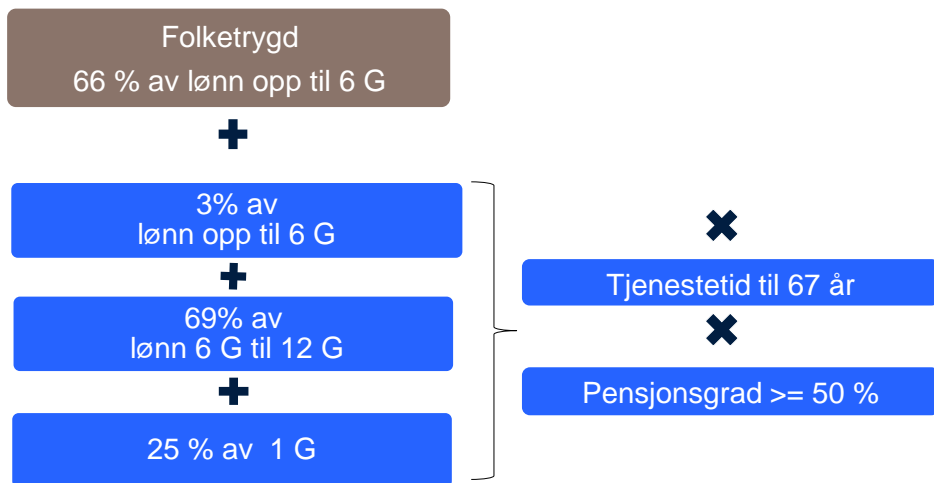 Folketrygd
66 % av lønn opp til 6 G
3% av
lønn opp til 6 G
69% av
lønn 6 G til 12 G
25 % av 1 G
Tjenestetid til 67 år
Pensjonsgrad >= 50 %